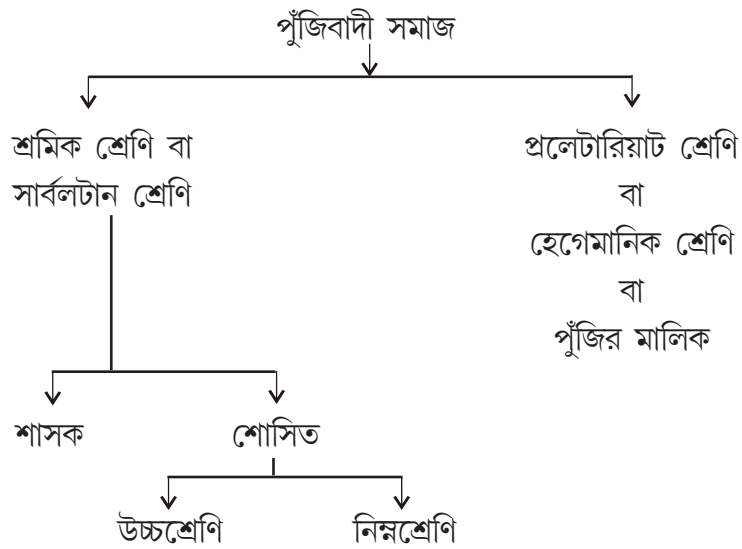 পুঁজিবাদী সমাজ
শ্রমিক শ্রেণি বা
সার্বলটান শ্রেণি
প্রলেটারিয়াট শ্রেণি
বা
হেগেমানিক শ্রেণি
বা
পুঁজির মালিক
শাসক
শোসিত
উচ্চশ্রেণি
নিম্নশ্রেণি